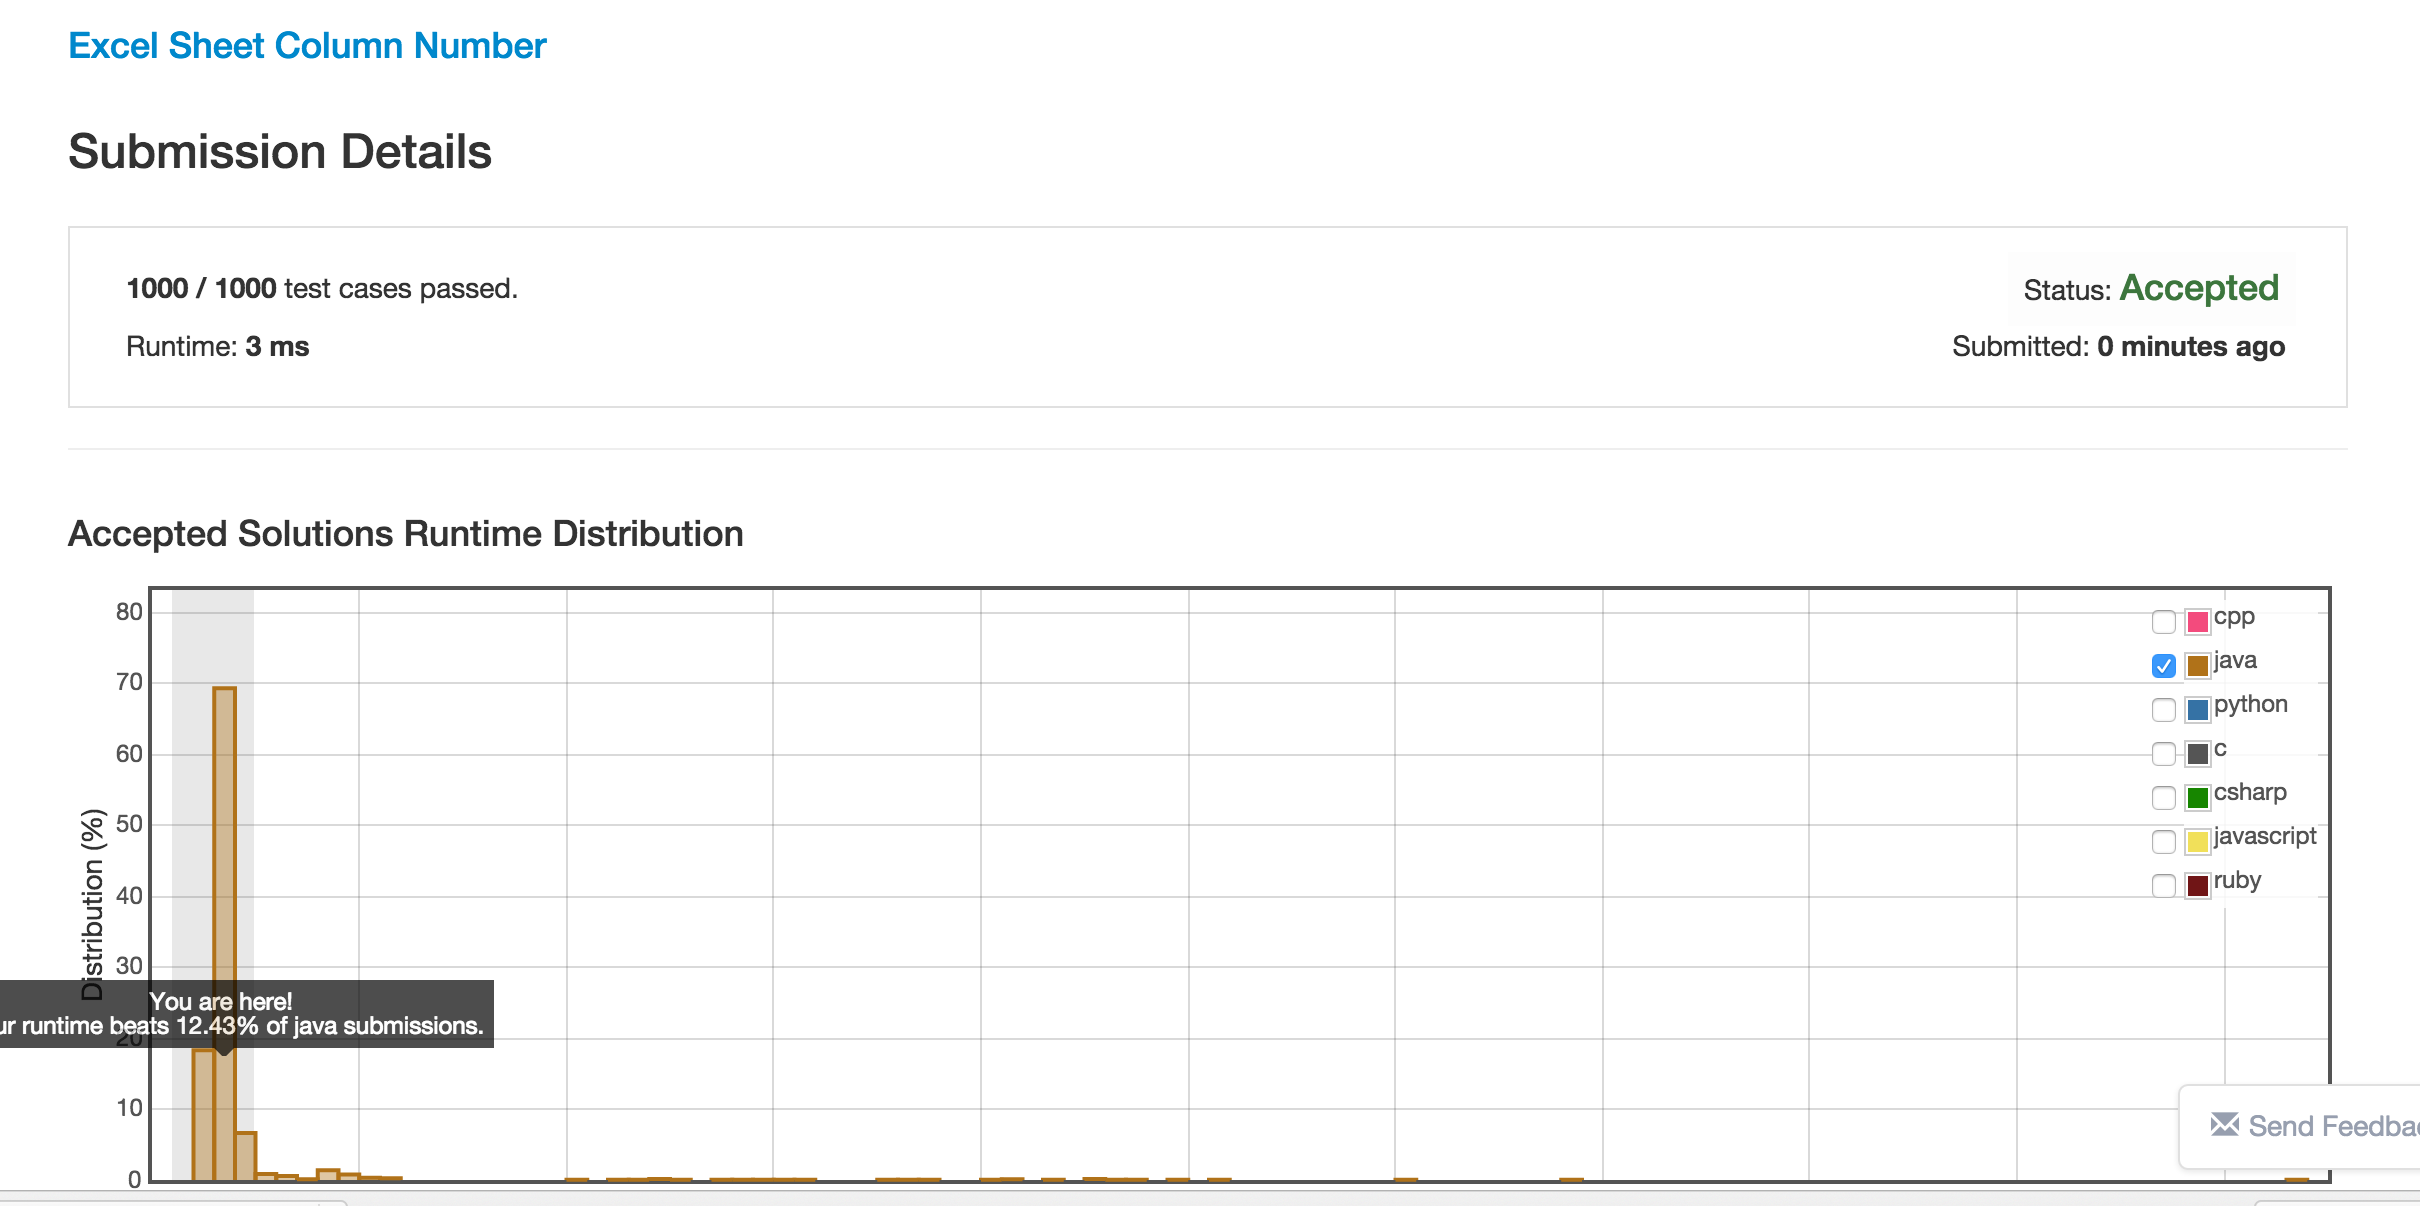 Excel Sheet Column Number
Submission Details
1000 / 1000 test cases passed.
Status: Accepted
Runtime: 3 ms
Submitted: 0 minutes ago
Accepted Solutions Runtime Distribution
80
70
60
50
40
30
20
10
0
Distribution (%)
cpp
java
python
c
csharp
javascript
ruby
You are here!
ur runtime beats 12.43% of java submissions.
Send Feedba